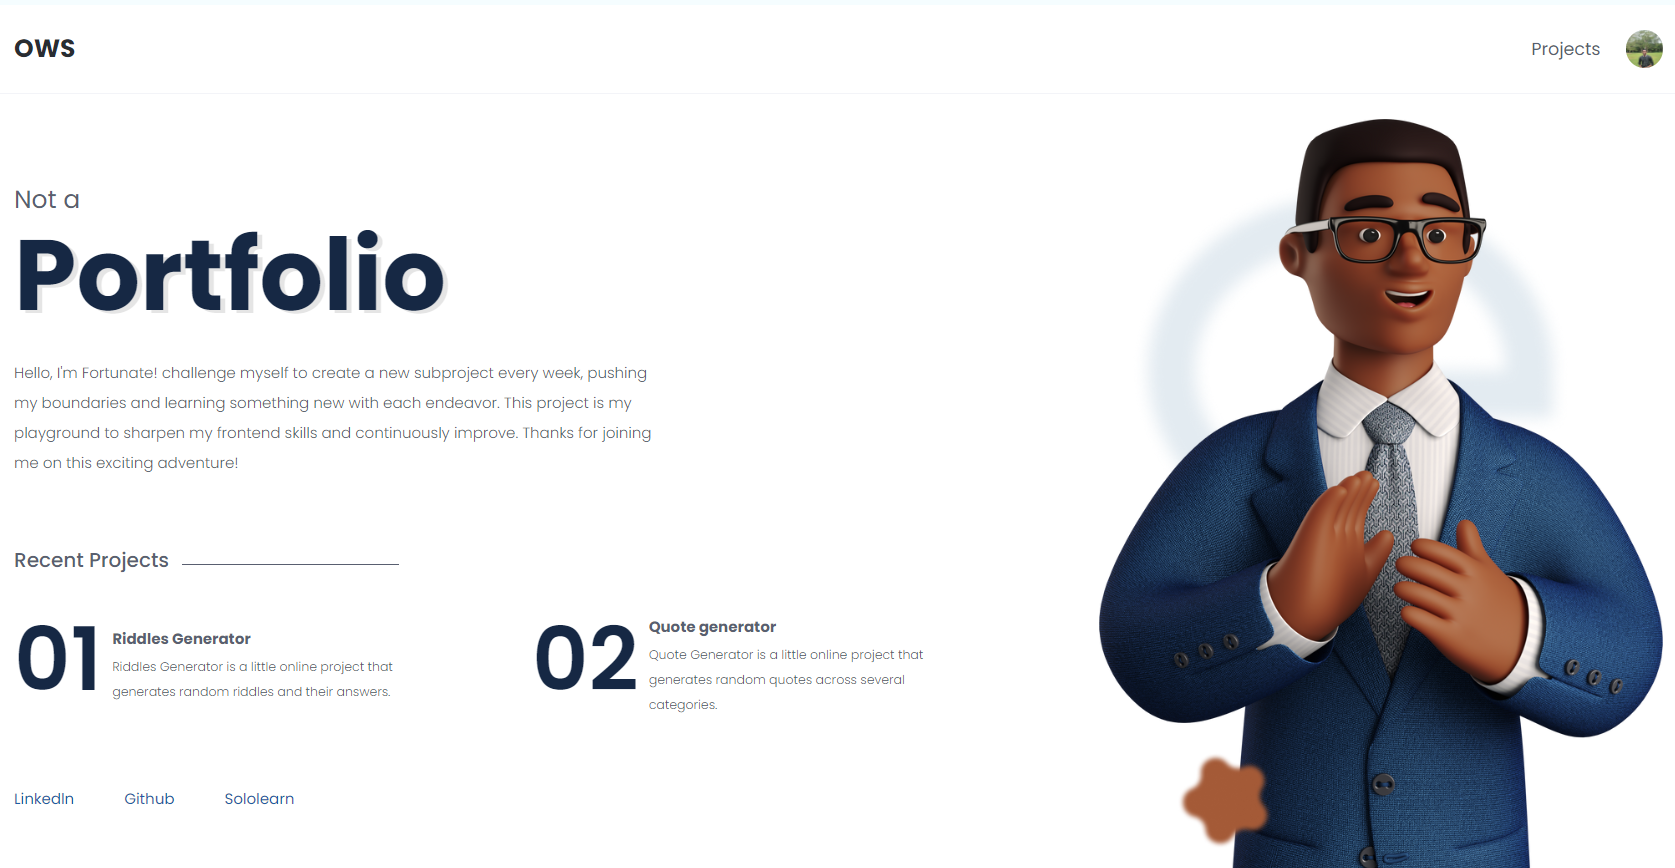 OWS
Projects
Not a
Portfolio
Hello, I'm Fortunate! challenge myself to create a new subproject every week, pushing
my boundaries and learning something new with each endeavor. This project is my
playground to sharpen my frontend skills and continuously improve. Thanks for joining
me on this exciting adventure!
Recent Projects
01
Riddles Generator
Riddles Generator is a little online project that
generates random riddles and their answers.
02
Quote generator
Quote Generator is a little online project that
generates random quotes across several
categories.
LinkedIn
Github
Sololearn
e